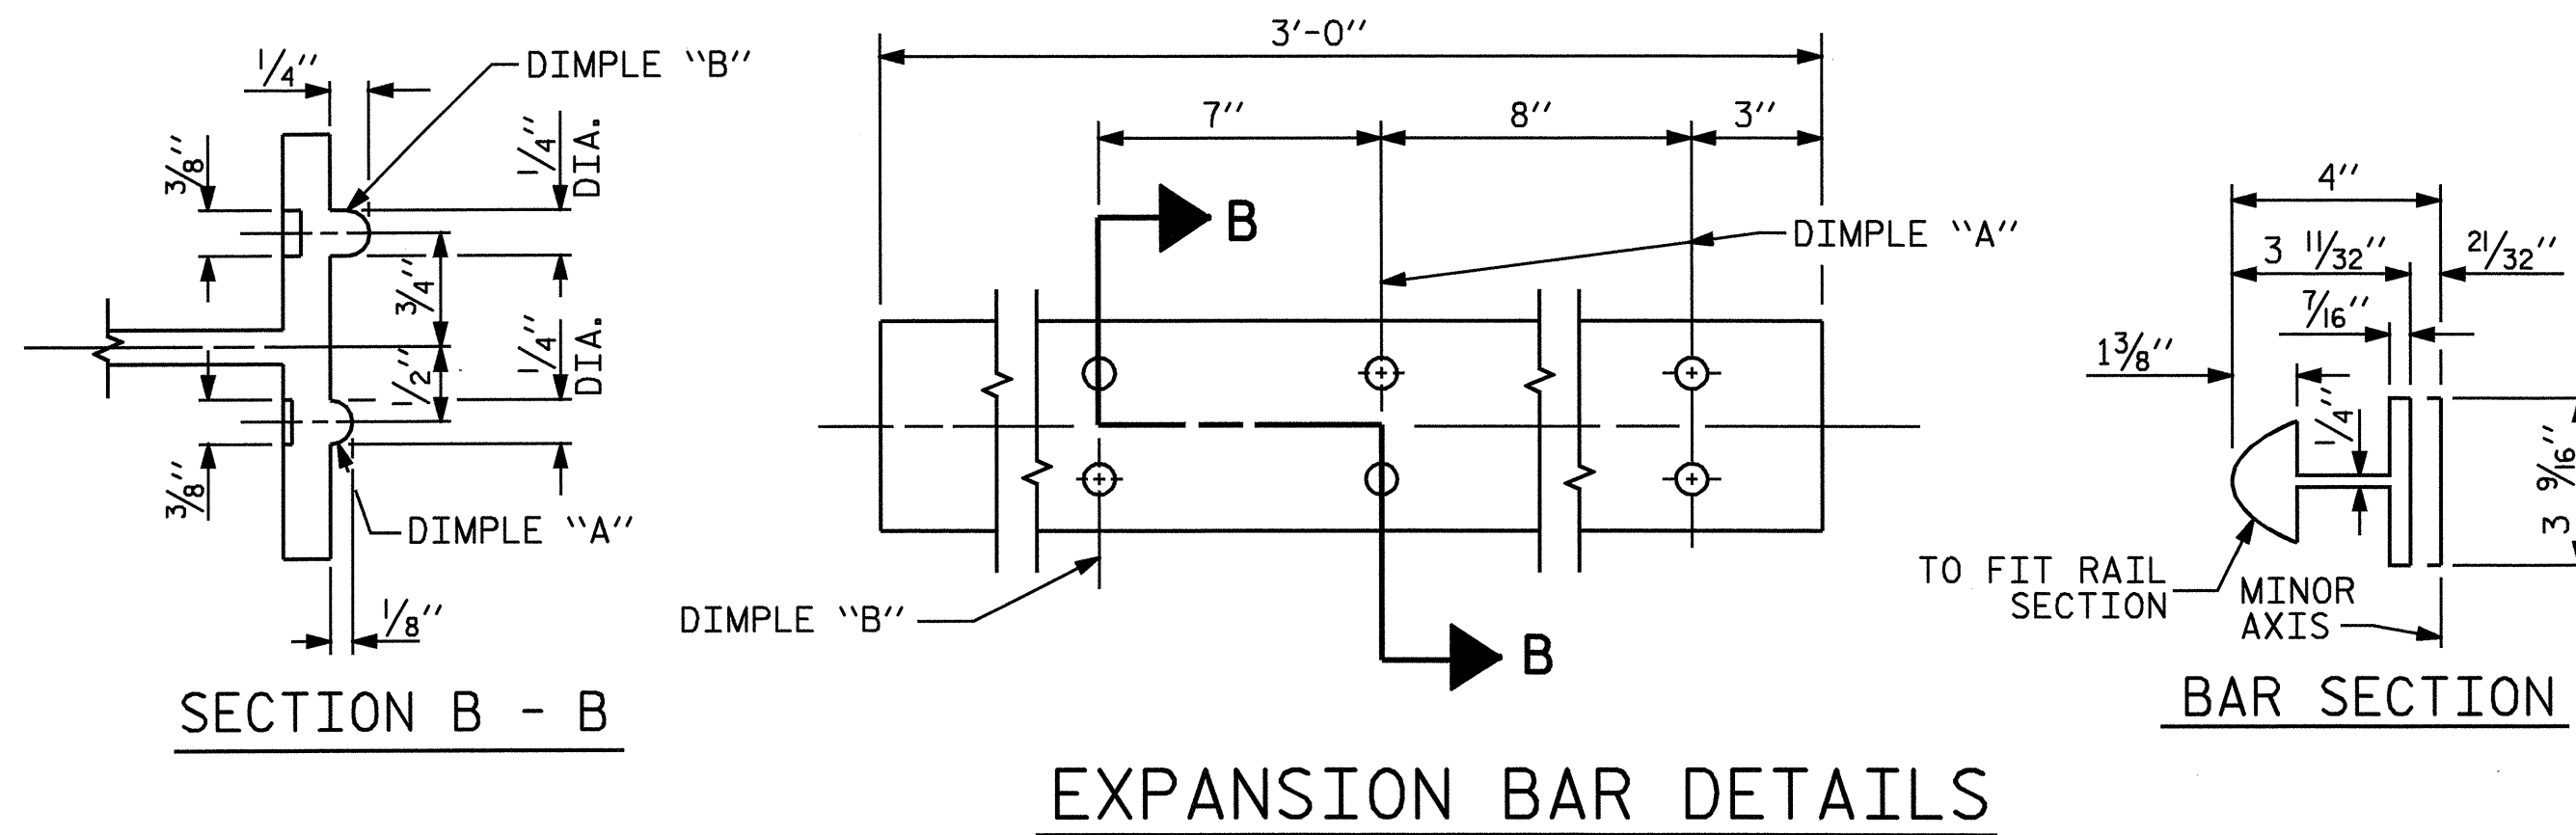 1/4"
DIMPLE "B"
3/8"
1/4"
DIA.
3/4"
1/2"
1/4"
DIA.
3/8"
DIMPLE "A"
1/8"
SECTION B - B
3'-0"
7"
8"
3"
B
DIMPLE "A"
DIMPLE "B"
B
EXPANSION BAR DETAILS
4"
3 11/32"
21/32"
7/16"
1 3/8"
1/4"
3 9/16"
TO FIT RAIL
SECTION
MINOR
AXIS
BAR SECTION